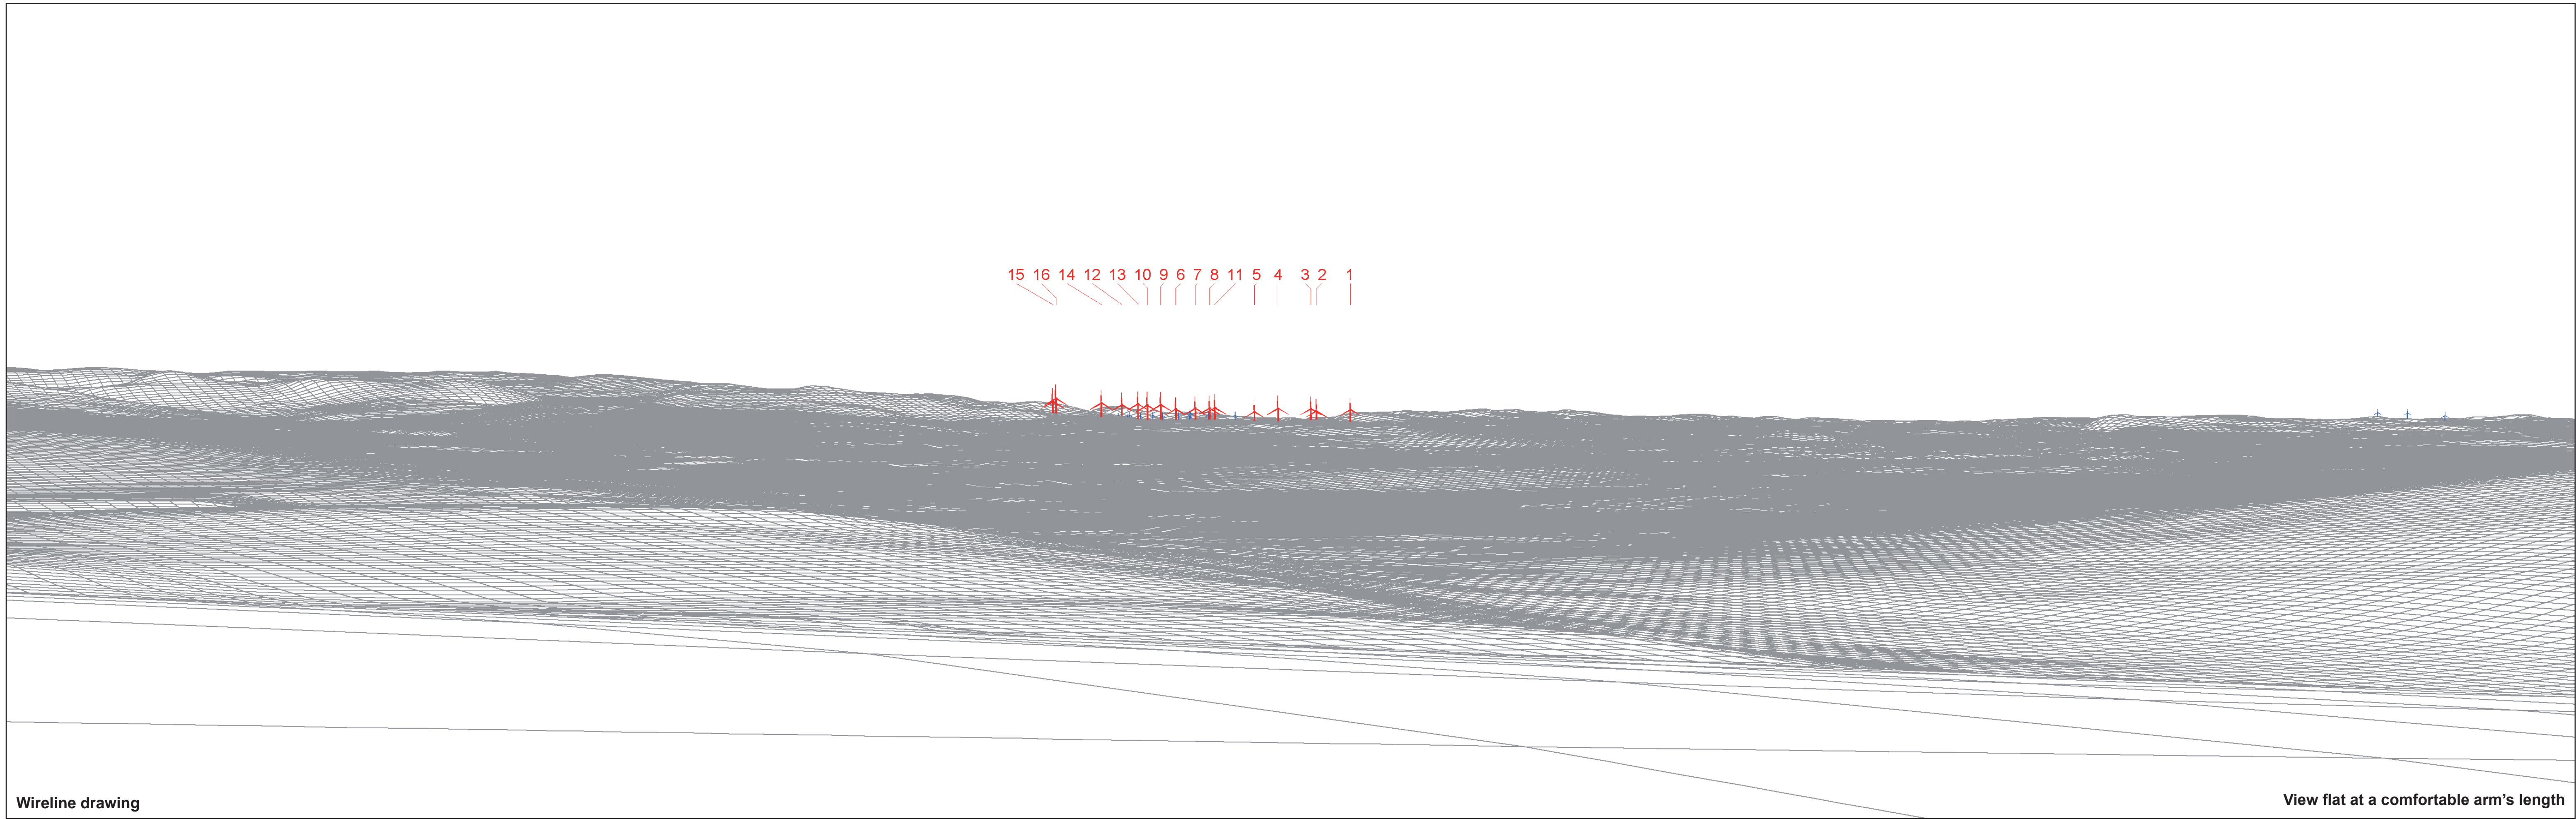 15 16 14 12 13 10 9 6 7 8 11 5 4 3 2 1
Wireline drawing
View flat at a comfortable arm's length